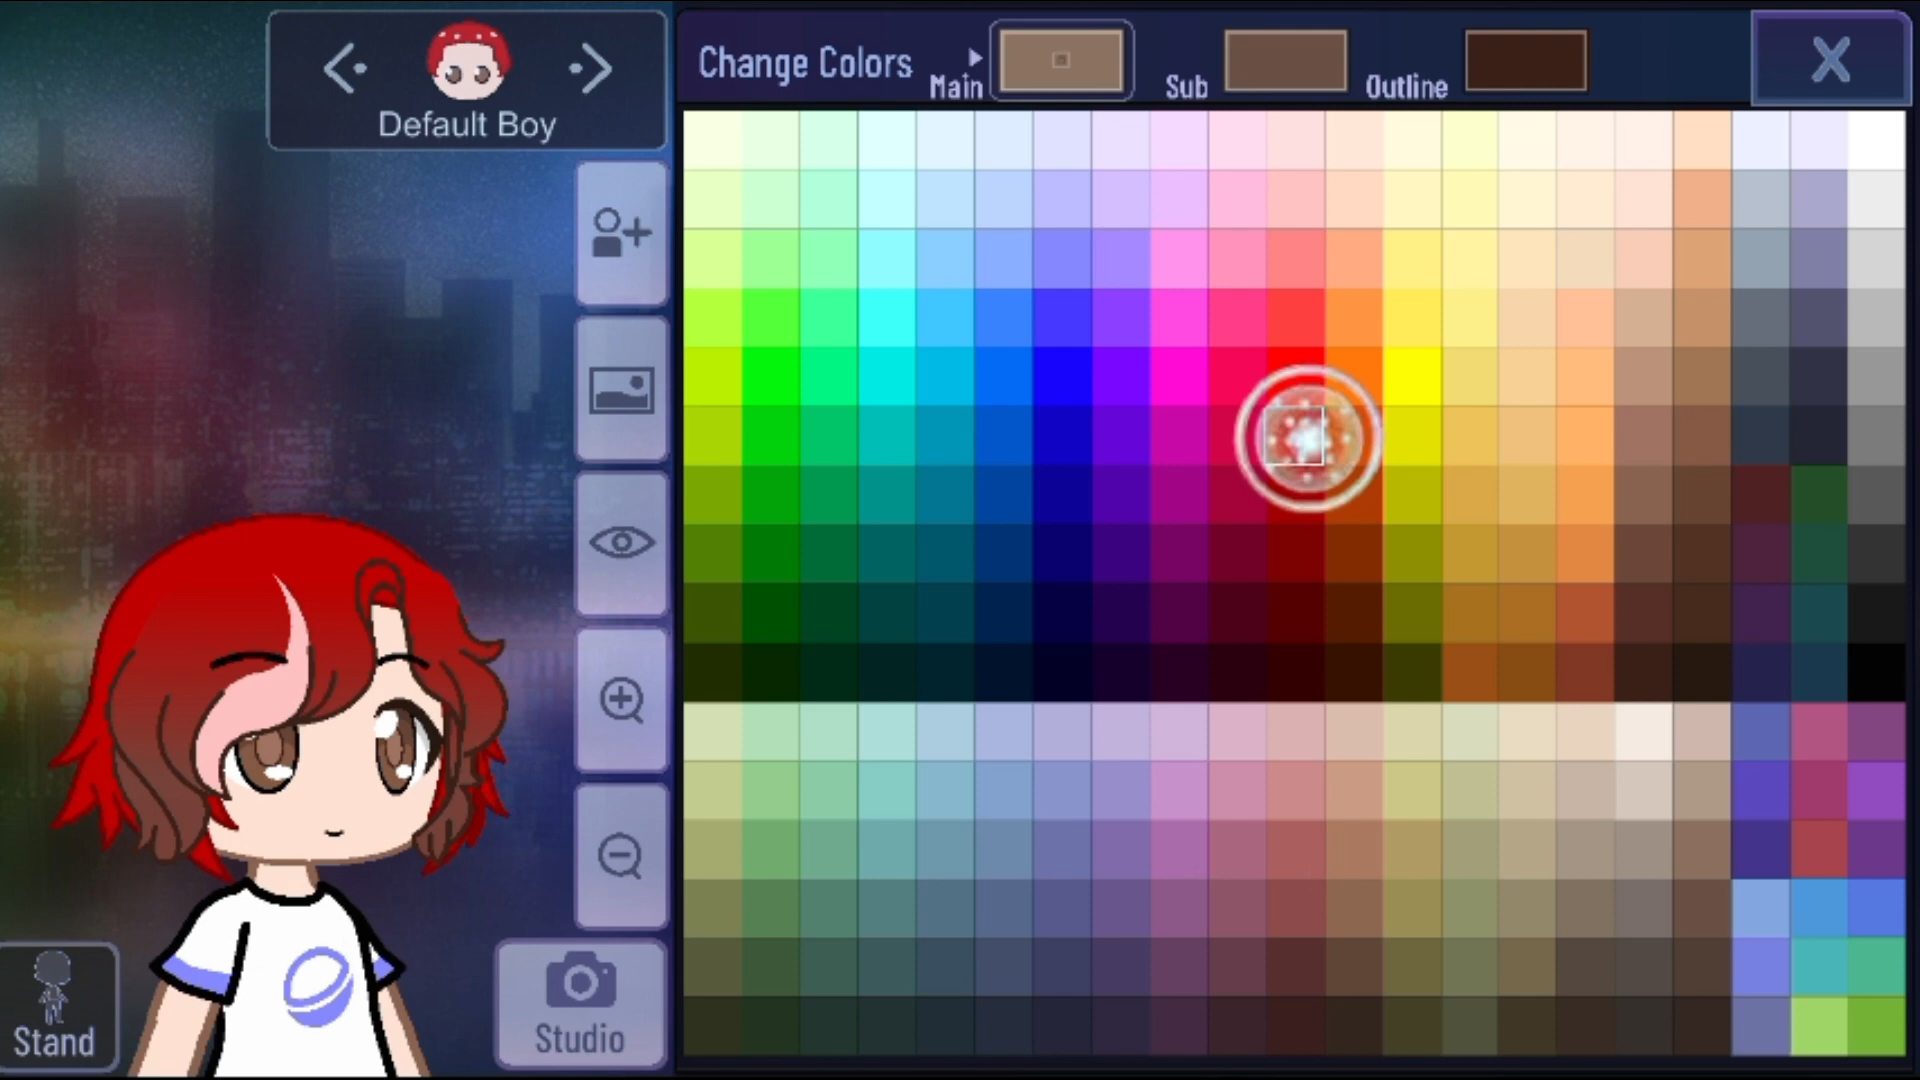 Default Boy
Change Colors
Main
Sub
Outline
X
Stand
Studio